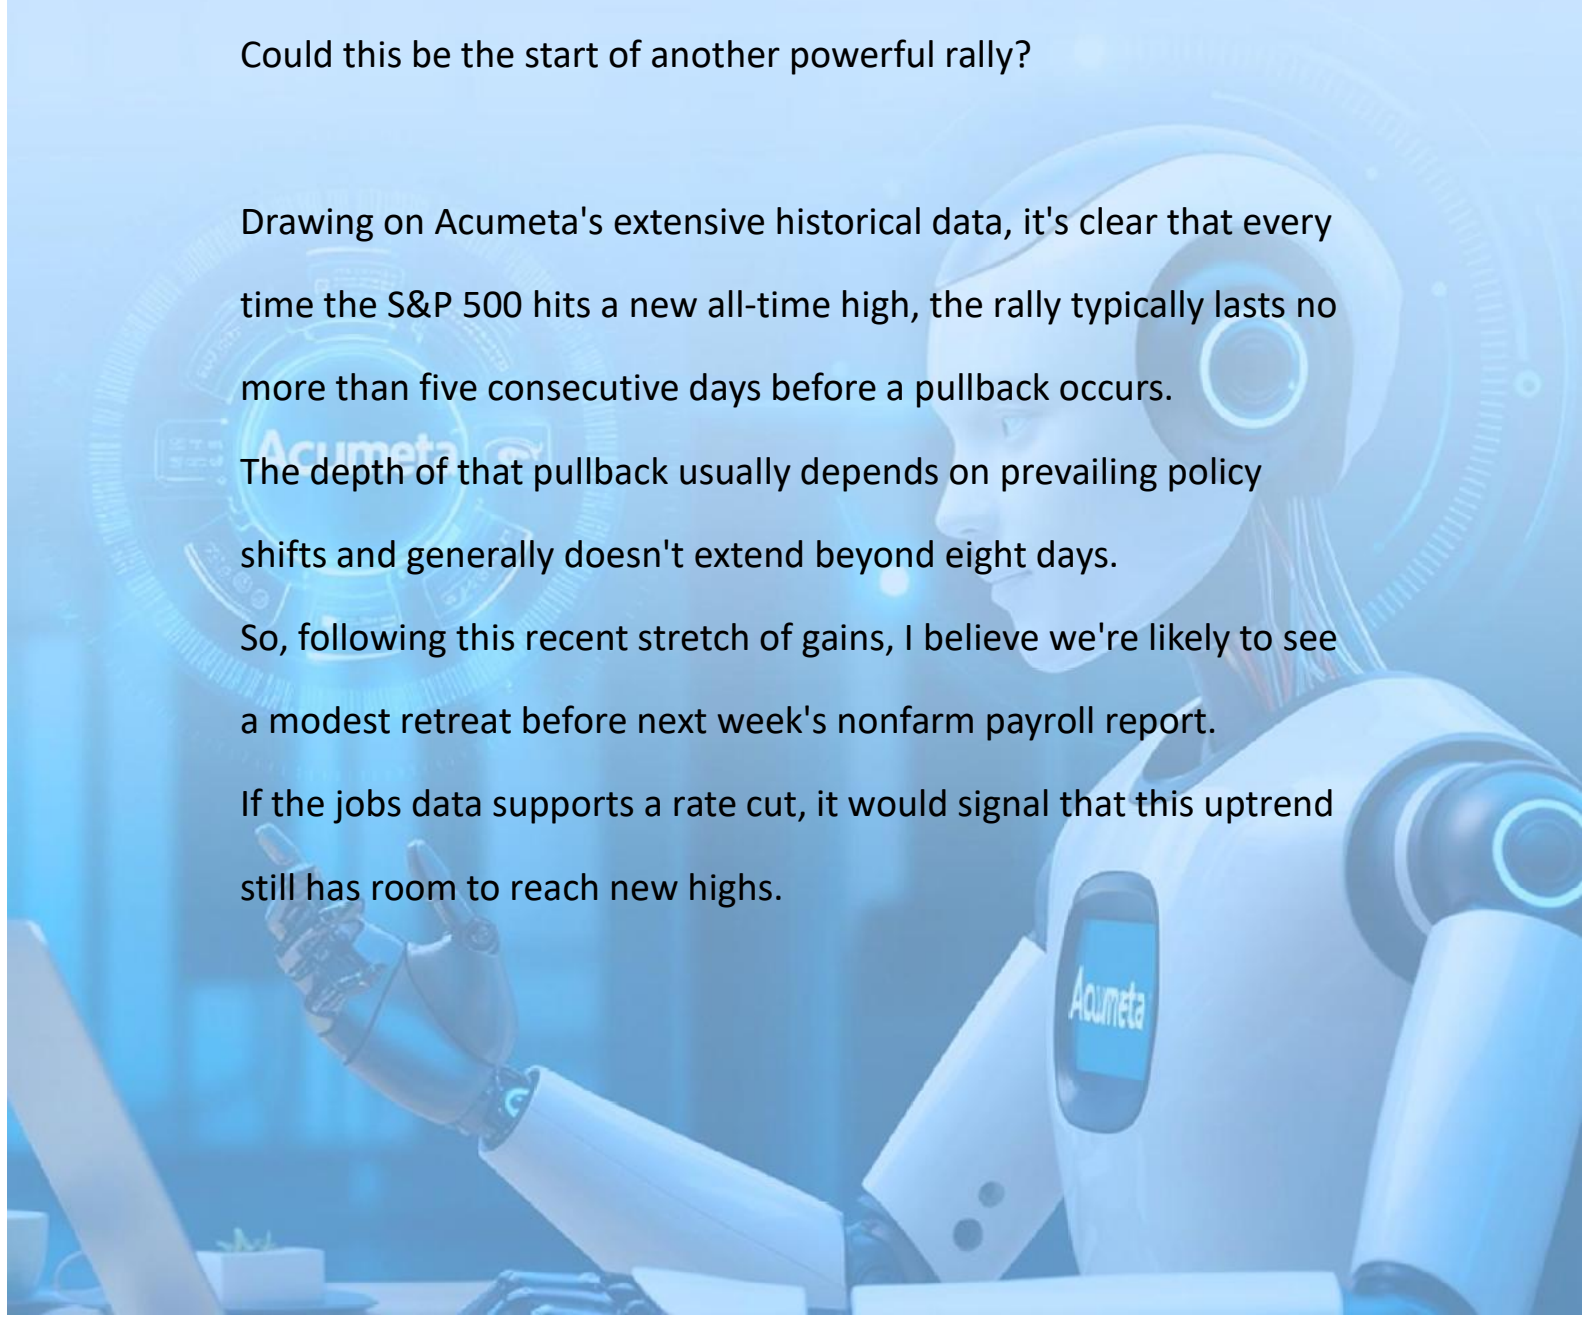 Could this be the start of another powerful rally?
Drawing on Acumeta's extensive historical data, it's clear that every
time the S&P 500 hits a new all-time high, the rally typically lasts no
more than five consecutive days before a pullback occurs.
Acumeta
The depth of that pullback usually depends on prevailing policy
shifts and generally doesn't extend beyond eight days.
So, following this recent stretch of gains, I believe we're likely to see
a modest retreat before next week's nonfarm payroll report.
If the jobs data supports a rate cut, it would signal that this uptrend
still has room to reach new highs.
Acumeta